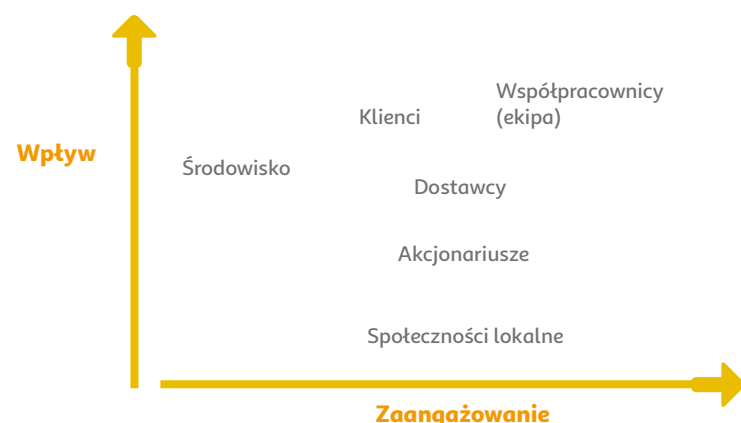 Współpracownicy
(ekipa)
Klienci
Wpływ
Środowisko
Dostawcy
Akcjonariusze
Społeczności lokalne
Zaangażowanie